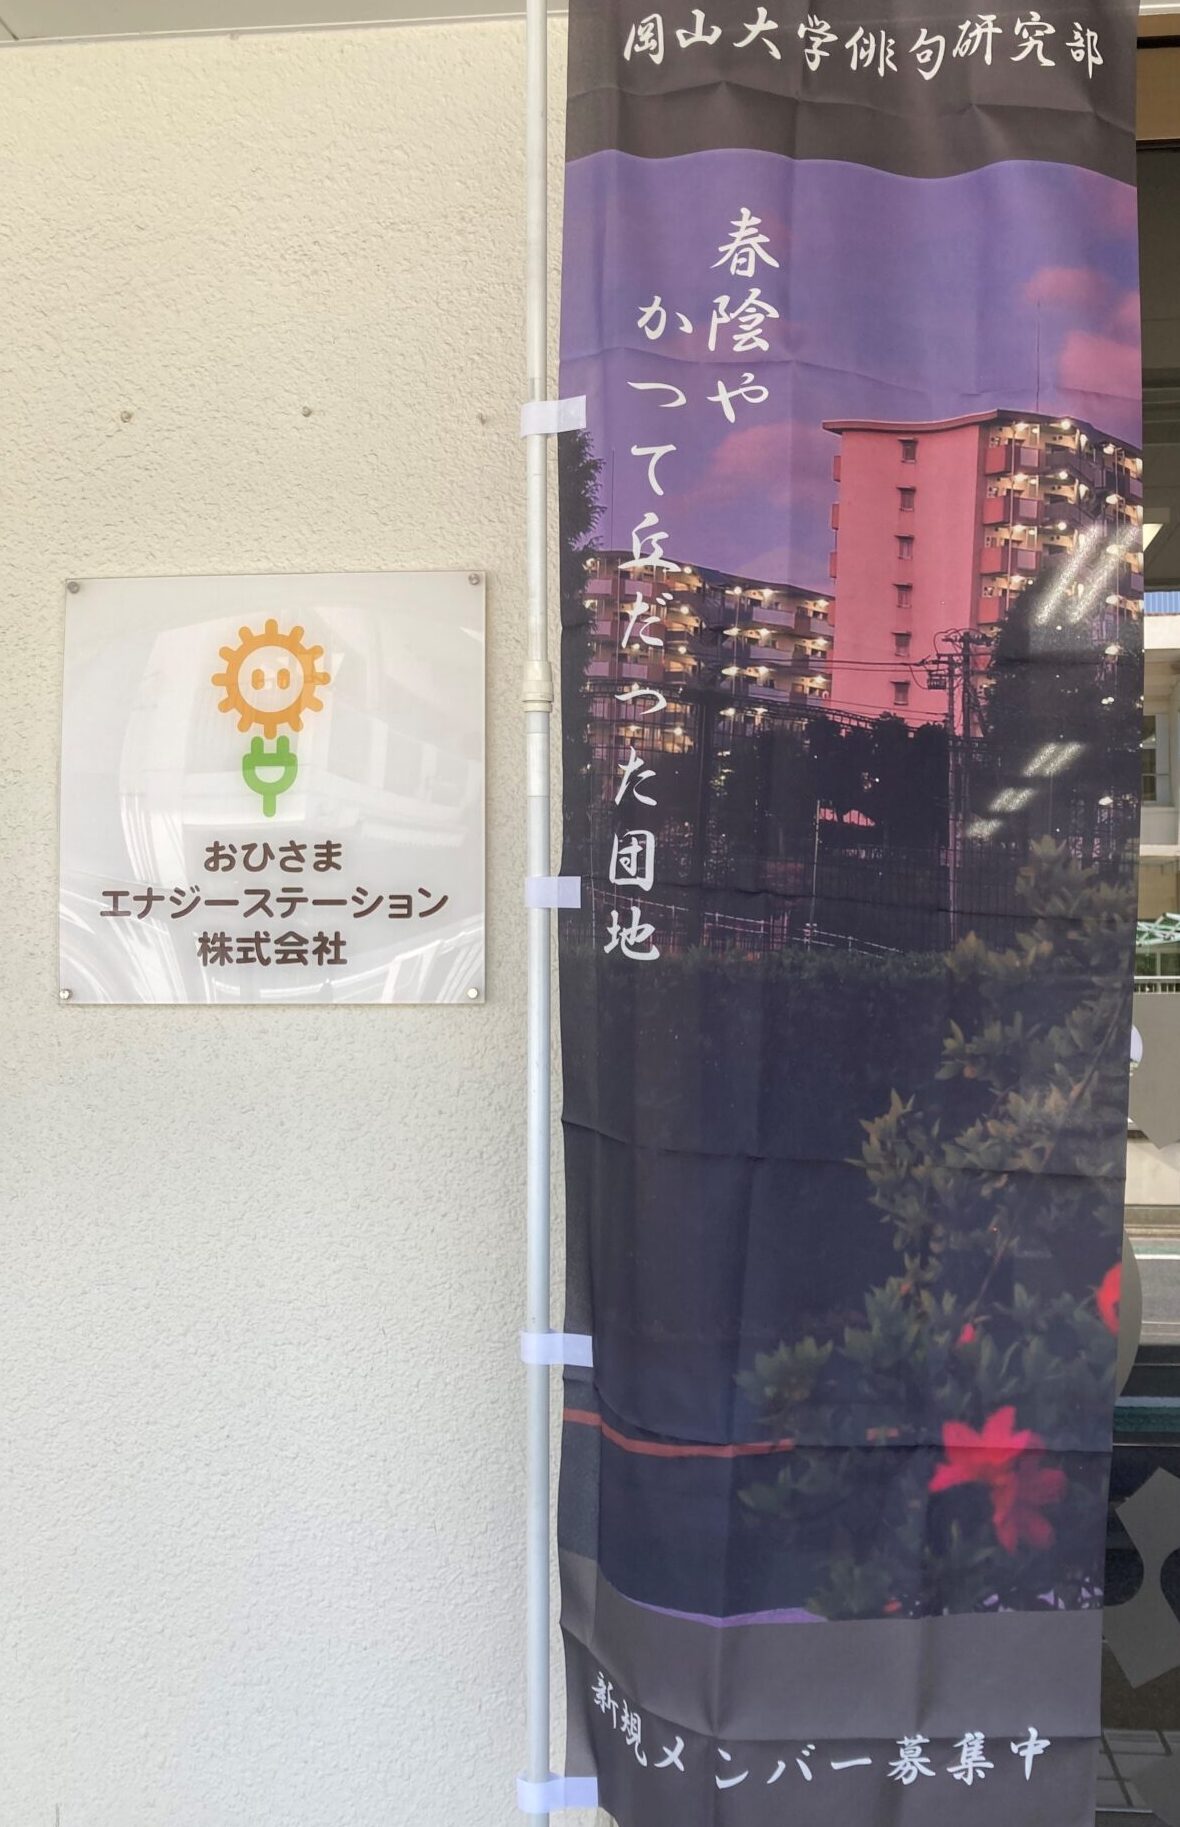 岡山大学俳句研究部
春陰や
かつて丘だった団地
新規メンバー募集中
おひさま
エナジーステーション
株式会社